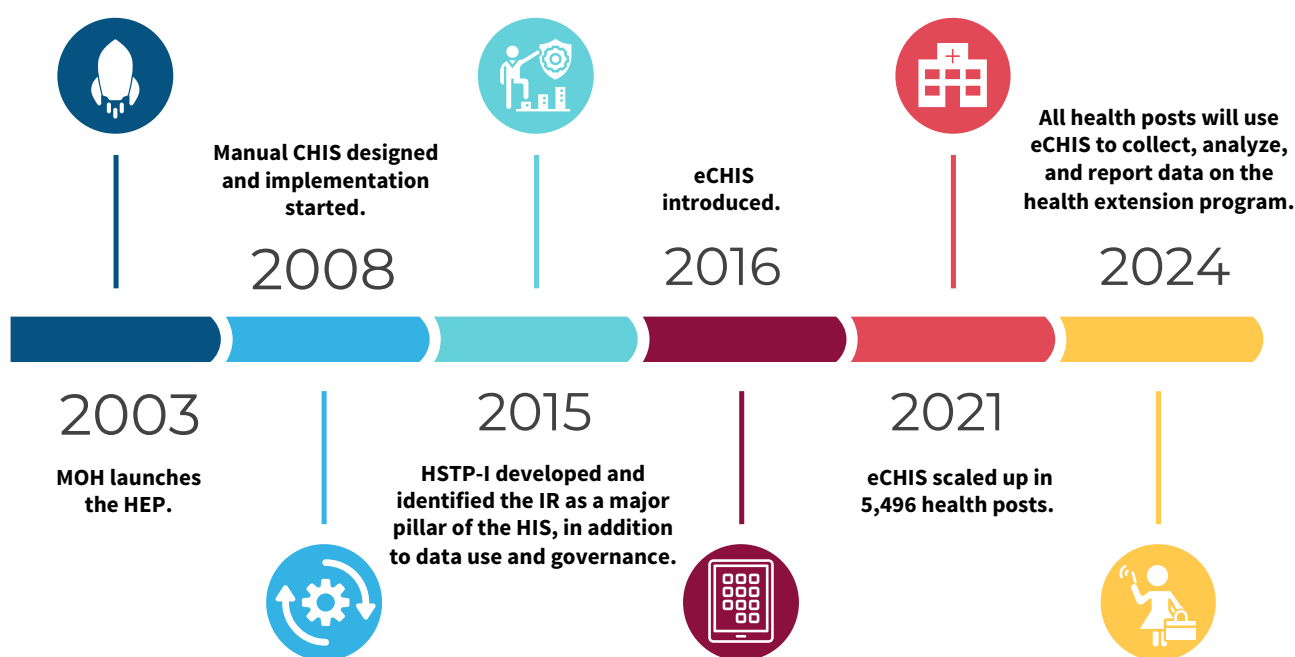 2003
MOH launches
the HEP.
Manual CHIS designed
and implementation
started.
2008
2015
HSTP-I developed and
identified the IR as a major
pillar of the HIS, in addition
to data use and governance.
eCHIS
introduced.
2016
2021
eCHIS scaled up in
5,496 health posts.
All health posts will use
eCHIS to collect, analyze,
and report data on the
health extension program.
2024